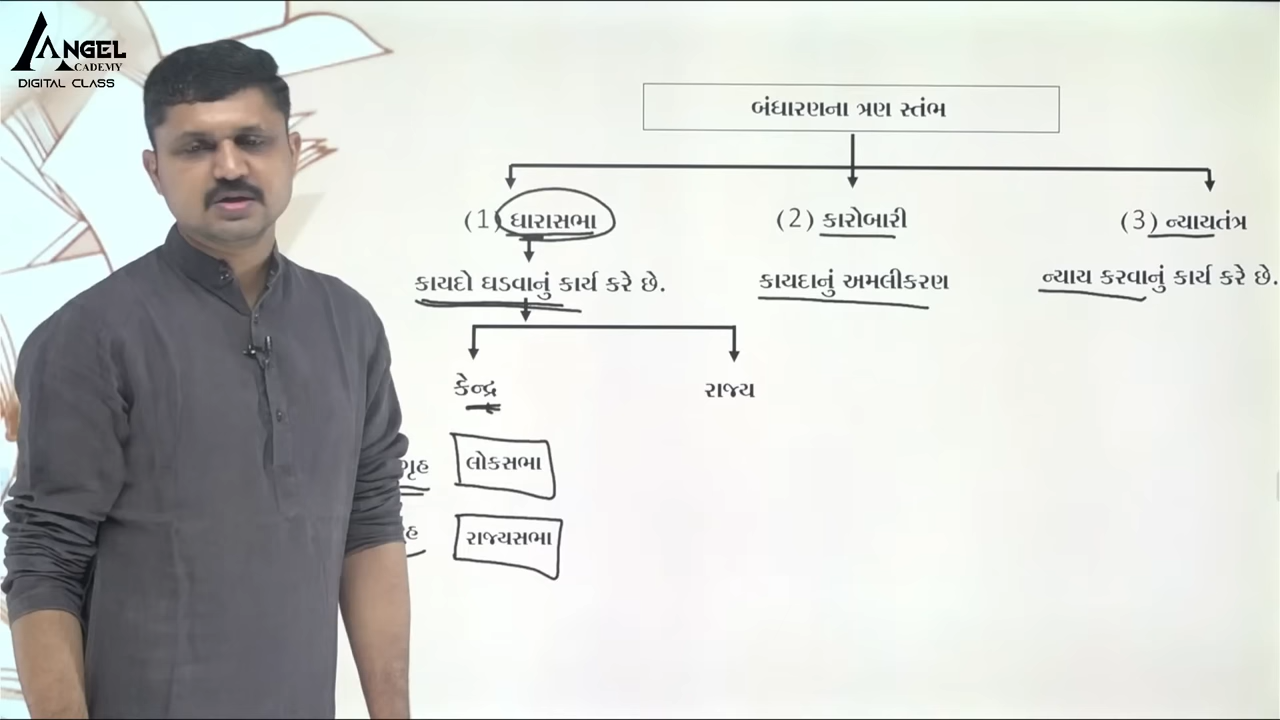 ANGEL
ACADEMY
DIGITAL CLASS
બંધારણના ત્રણ સ્તંભ
(1) ધારાસભા (2) કારોબારી (3) ન્યાયતંત્ર
કાયદો ઘડવાનું કાર્ય કરે છે. કાયદાનું અમલીકરણ ન્યાય કરવાનું કાર્ય કરે છે.
કેન્દ્ર રાજ્ય
લોકસભા
રાજ્યસભા